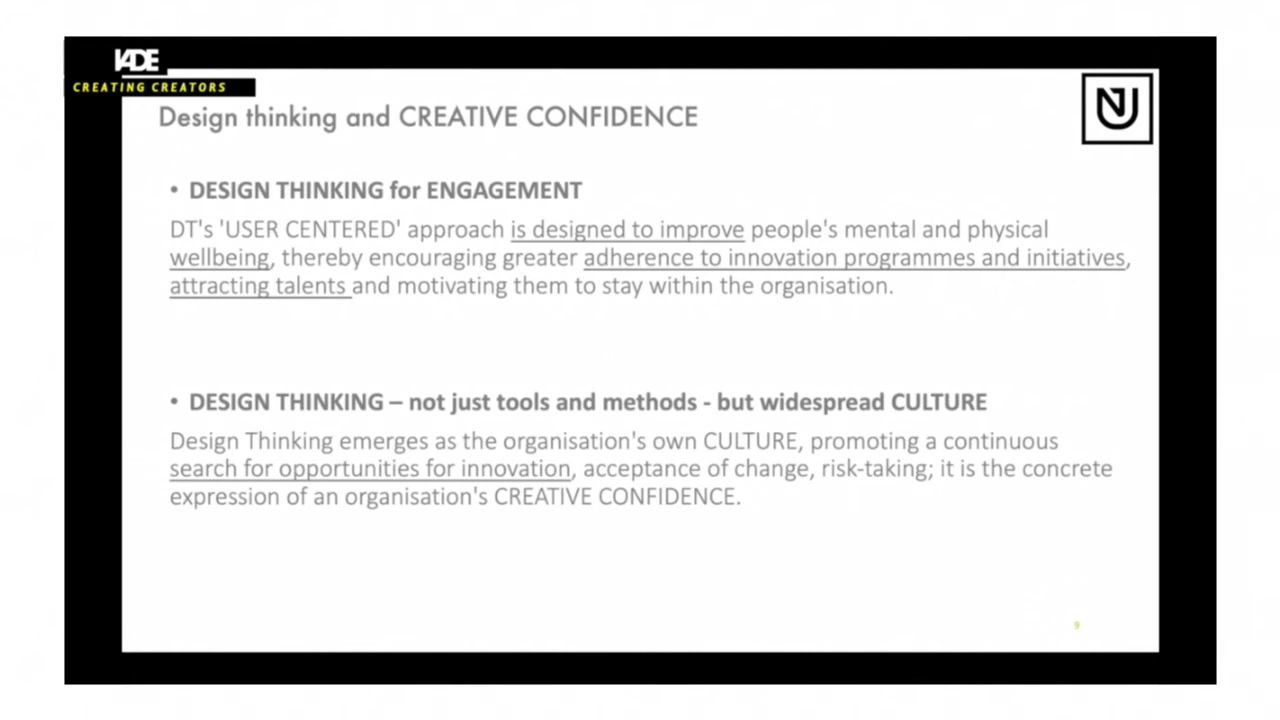 IADE
CREATING CREATORS
Design thinking and CREATIVE CONFIDENCE
• DESIGN THINKING for ENGAGEMENT
DT's 'USER CENTERED' approach is designed to improve people's mental and physical
wellbeing, thereby encouraging greater adherence to innovation programmes and initiatives,
attracting talents and motivating them to stay within the organisation.
• DESIGN THINKING – not just tools and methods - but widespread CULTURE
Design Thinking emerges as the organisation's own CULTURE, promoting a continuous
search for opportunities for innovation, acceptance of change, risk-taking; it is the concrete
expression of an organisation's CREATIVE CONFIDENCE.
9